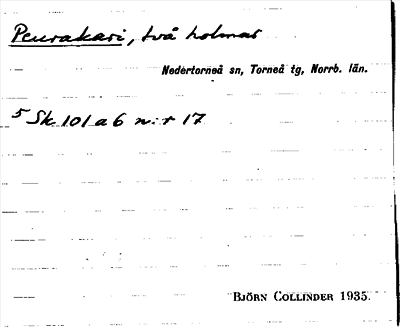 Peurakari, två holmar
Nedertorneå sn, Torneå tg, Norrb. län.
5 Sk 101 a 6 n:r 17
BJÖRN COLLINDER 1935.